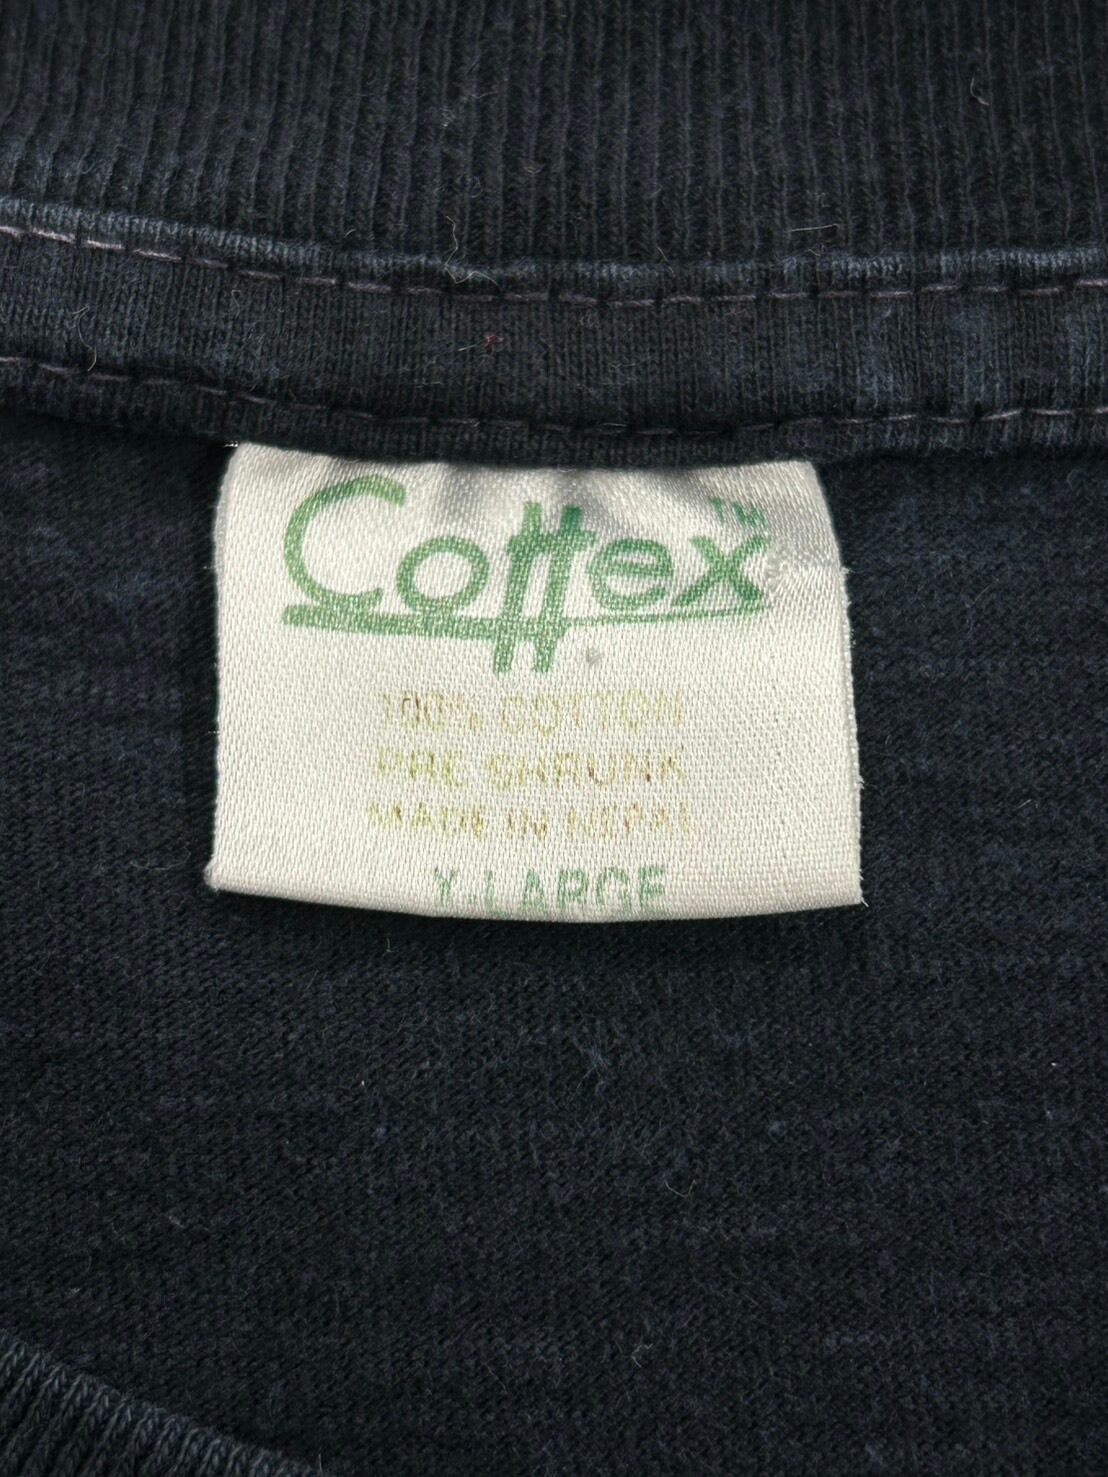 Cottex™
100% COTTON
PRE SHRUNK
MADE IN NEPAL
X-LARGE